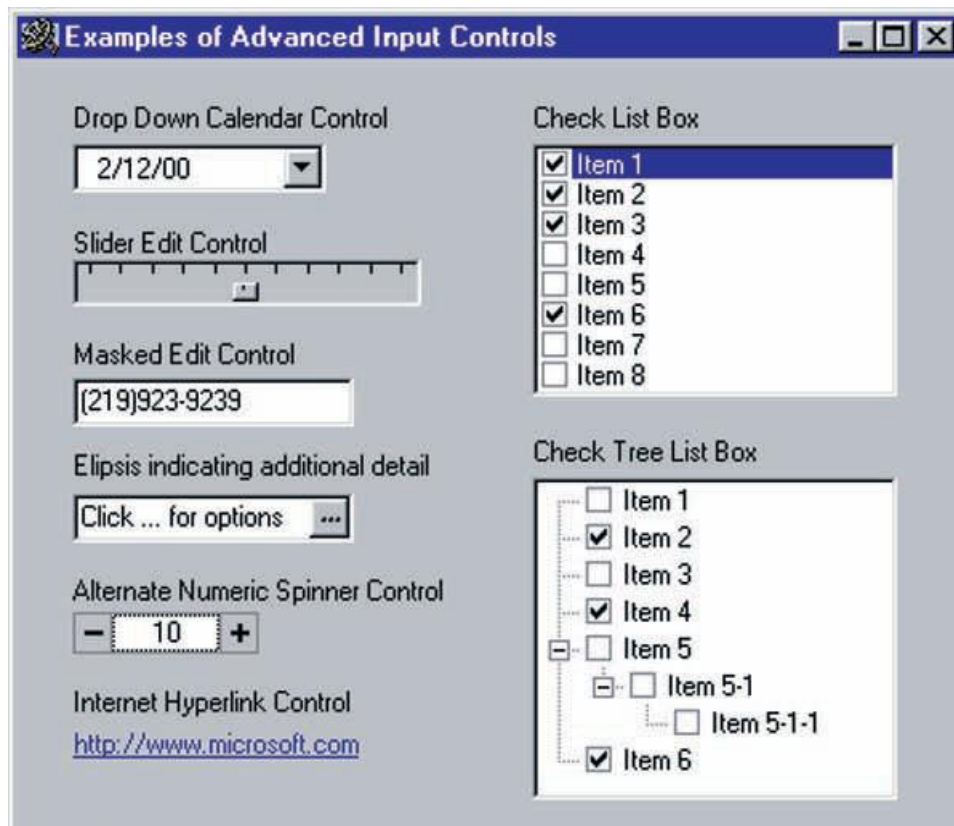 Examples of Advanced Input Controls
Drop Down Calendar Control
2/12/00
Slider Edit Control
Masked Edit Control
(219)923-9239
Elipsis indicating additional detail
Click ... for options ...
Alternate Numeric Spinner Control
− 10 +
Internet Hyperlink Control
http://www.microsoft.com
Check List Box
Item 1
Item 2
Item 3
Item 4
Item 5
Item 6
Item 7
Item 8
Check Tree List Box
Item 1
Item 2
Item 3
Item 4
Item 5
Item 5-1
Item 5-1-1
Item 6